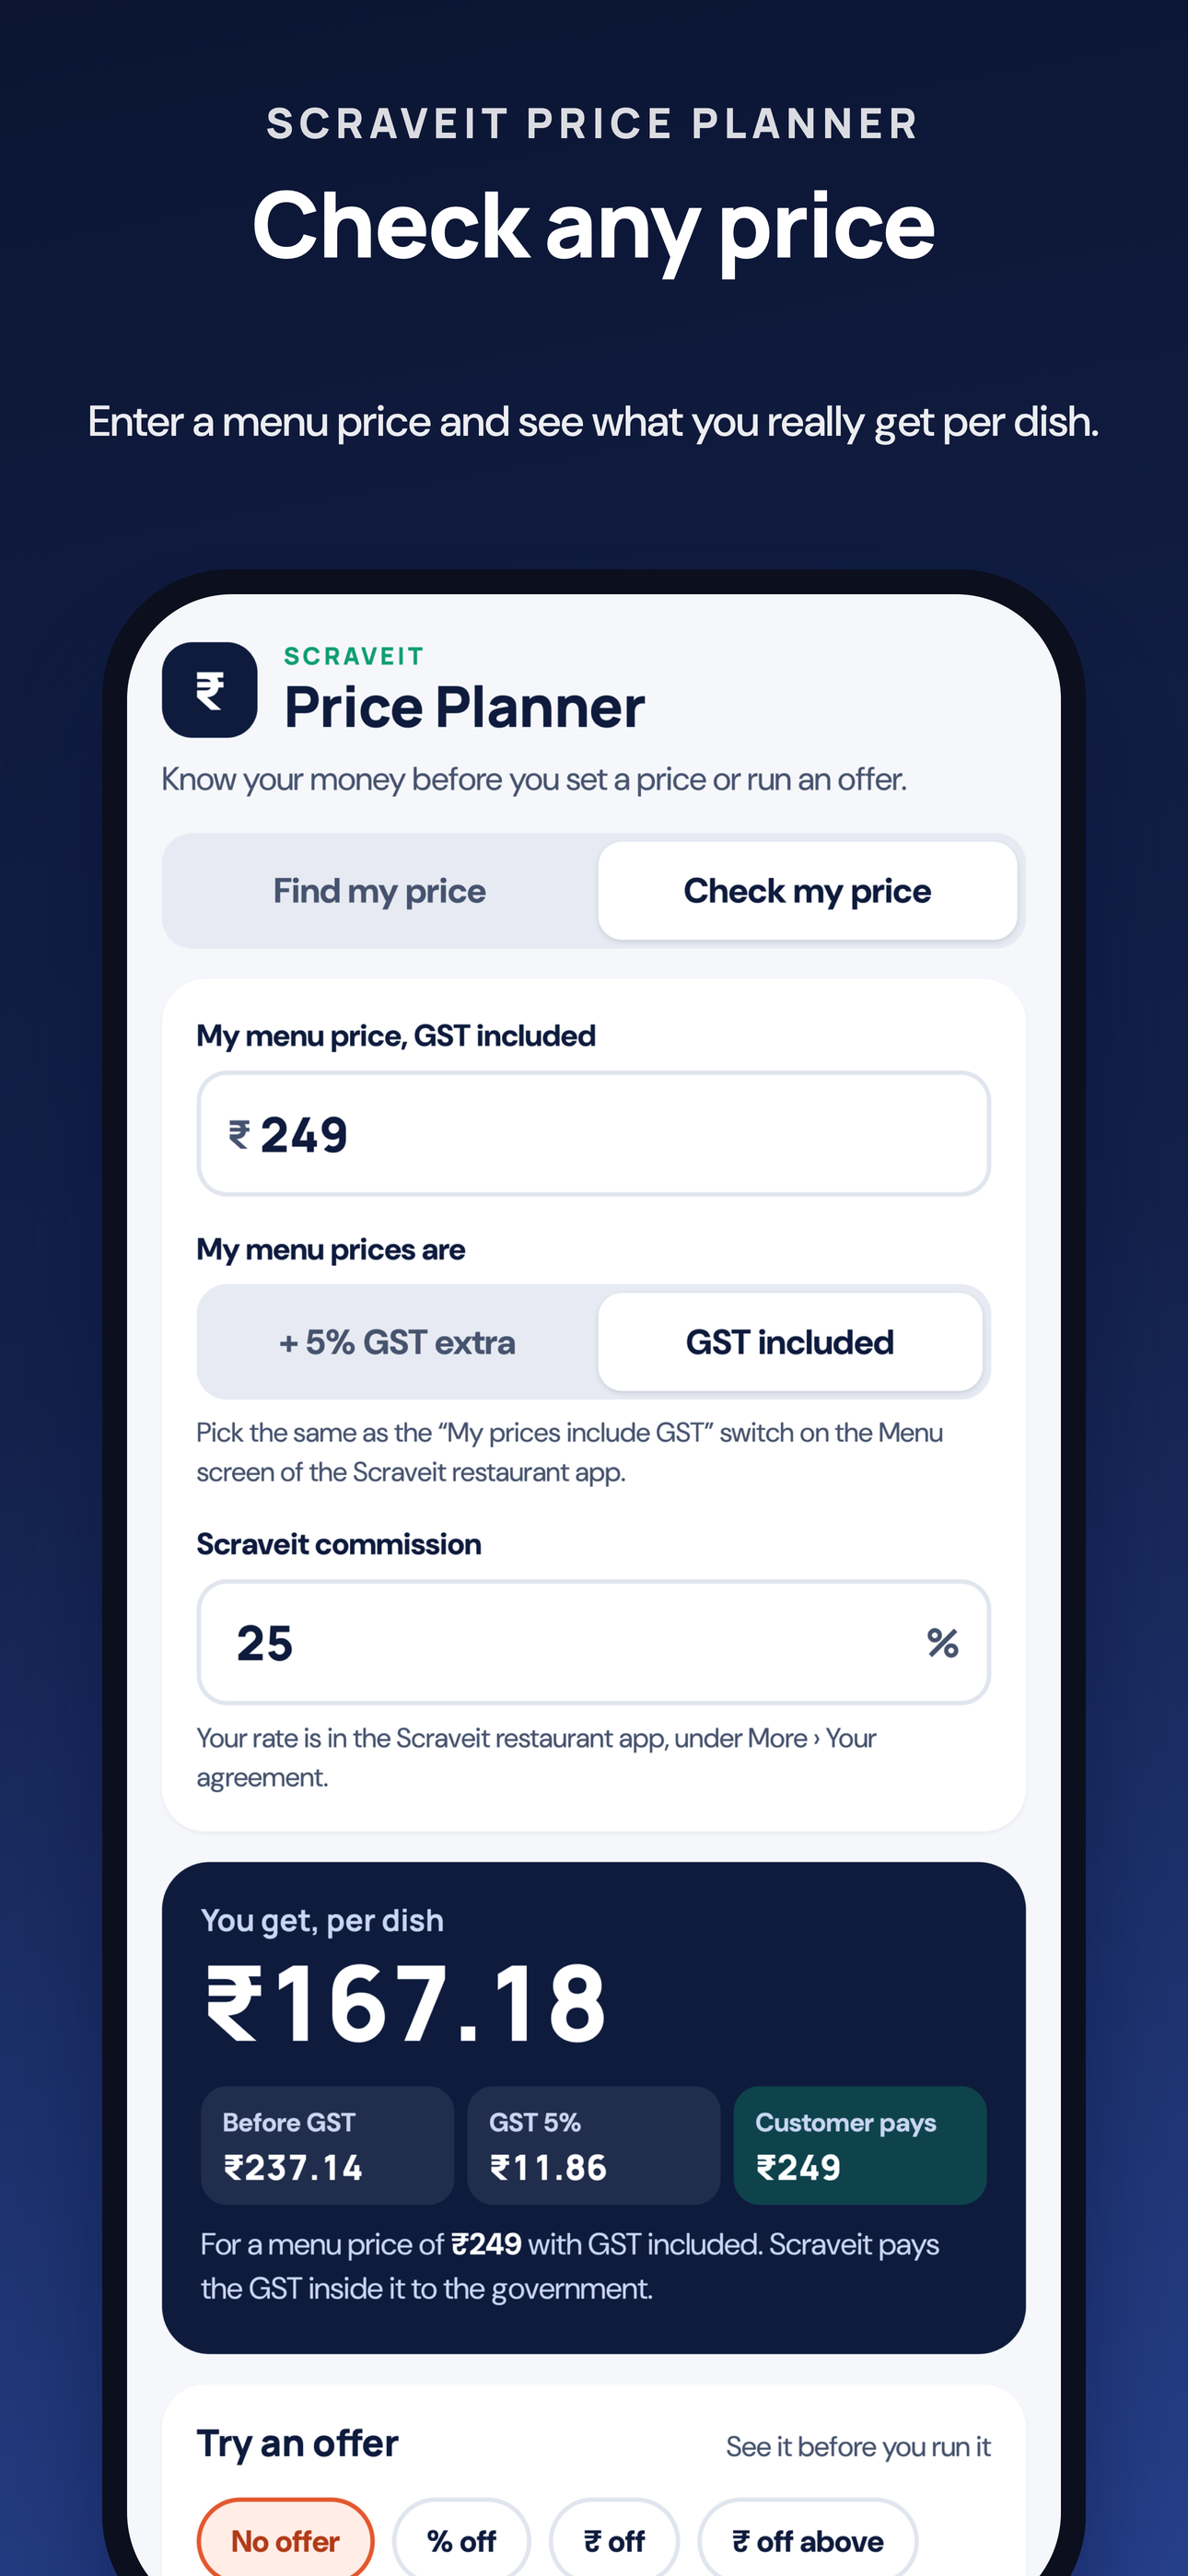 SCRAVEIT PRICE PLANNER
Check any price
Enter a menu price and see what you really get per dish.
₹
SCRAVEIT
Price Planner
Know your money before you set a price or run an offer.
Find my price
Check my price
My menu price, GST included
₹ 249
My menu prices are
+ 5% GST extra
GST included
Pick the same as the “My prices include GST” switch on the Menu
screen of the Scraveit restaurant app.
Scraveit commission
25 %
Your rate is in the Scraveit restaurant app, under More › Your
agreement.
You get, per dish
₹167.18
Before GST
₹237.14
GST 5%
₹11.86
Customer pays
₹249
For a menu price of ₹249 with GST included. Scraveit pays
the GST inside it to the government.
Try an offer
See it before you run it
No offer
% off
₹ off
₹ off above